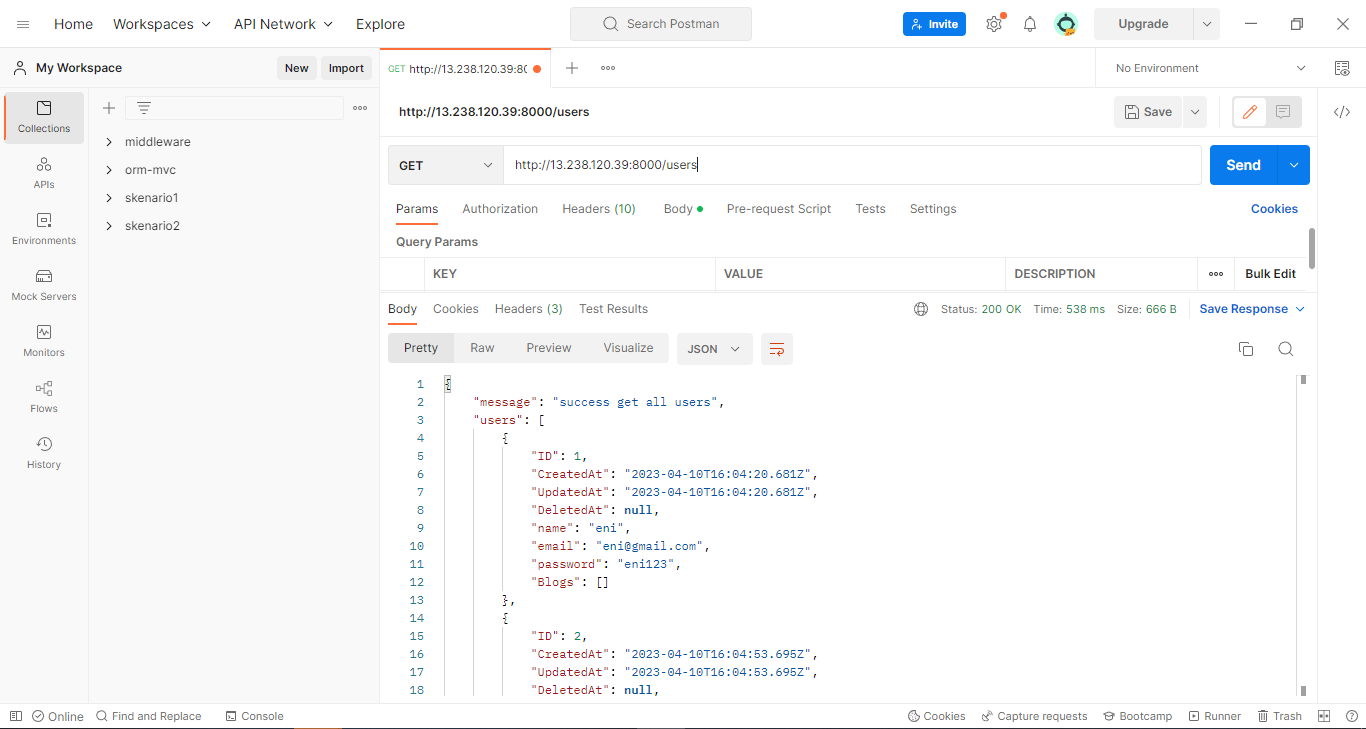 Home Workspaces API Network Explore Search Postman Invite Upgrade
My Workspace New Import GET http://13.238.120.39:80 No Environment
http://13.238.120.39:8000/users Save
Collections
APIs
Environments
Mock Servers
Monitors
Flows
History
middleware
orm-mvc
skenario1
skenario2
GET http://13.238.120.39:8000/users Send
Params Authorization Headers (10) Body Pre-request Script Tests Settings Cookies
Query Params
KEY VALUE DESCRIPTION Bulk Edit
Body Cookies Headers (3) Test Results Status: 200 OK Time: 538 ms Size: 666 B Save Response
Pretty Raw Preview Visualize JSON
1 {
2 "message": "success get all users",
3 "users": [
4 {
5 "ID": 1,
6 "CreatedAt": "2023-04-10T16:04:20.681Z",
7 "UpdatedAt": "2023-04-10T16:04:20.681Z",
8 "DeletedAt": null,
9 "name": "eni",
10 "email": "eni@gmail.com",
11 "password": "eni123",
12 "Blogs": []
13 },
14 {
15 "ID": 2,
16 "CreatedAt": "2023-04-10T16:04:53.695Z",
17 "UpdatedAt": "2023-04-10T16:04:53.695Z",
18 "DeletedAt": null,
Online Find and Replace Console Cookies Capture requests Bootcamp Runner Trash